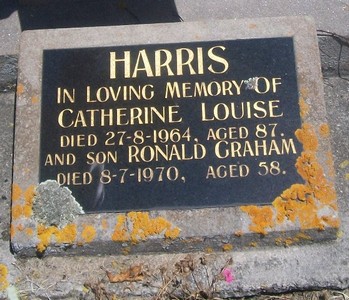 HARRIS
IN LOVING MEMORY OF
CATHERINE LOUISE
DIED 27-8-1964, AGED 87.
AND SON RONALD GRAHAM
DIED 8-7-1970, AGED 58.